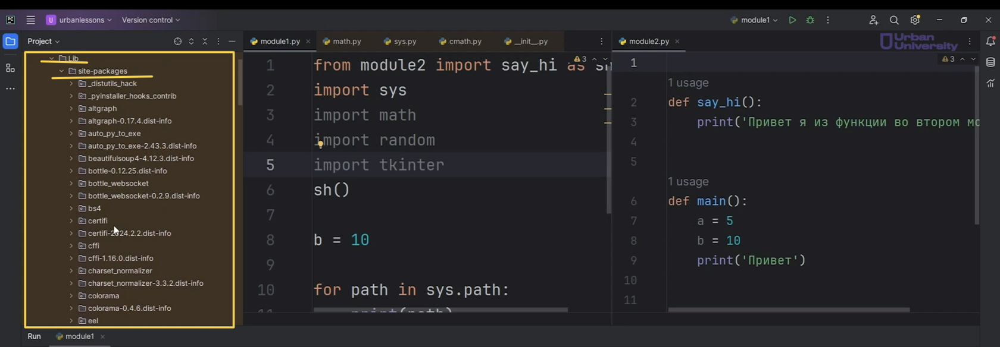 PC
U urbanlessons
Version control
module1
Project
module1.py
math.py
sys.py
cmath.py
__init__.py
module2.py
Urban
University
Lib
site-packages
_distutils_hack
_pyinstaller_hooks_contrib
altgraph
altgraph-0.17.4.dist-info
auto_py_to_exe
auto_py_to_exe-2.43.3.dist-info
beautifulsoup4-4.12.3.dist-info
bottle-0.12.25.dist-info
bottle_websocket
bottle_websocket-0.2.9.dist-info
bs4
certifi
certifi-2024.2.2.dist-info
cffi
cffi-1.16.0.dist-info
charset_normalizer
charset_normalizer-3.3.2.dist-info
colorama
colorama-0.4.6.dist-info
eel
3
1 from module2 import say_hi as
2 import sys
3 import math
4 import random
5 import tkinter
6 sh()
7
8 b = 10
9
10 for path in sys.path:
11 print(path)
3
1
1 usage
2 def say_hi():
3 print('Привет я из функции во втором
4
5
1 usage
6 def main():
7 a = 5
8 b = 10
9 print('Привет')
10
11
Run
module1